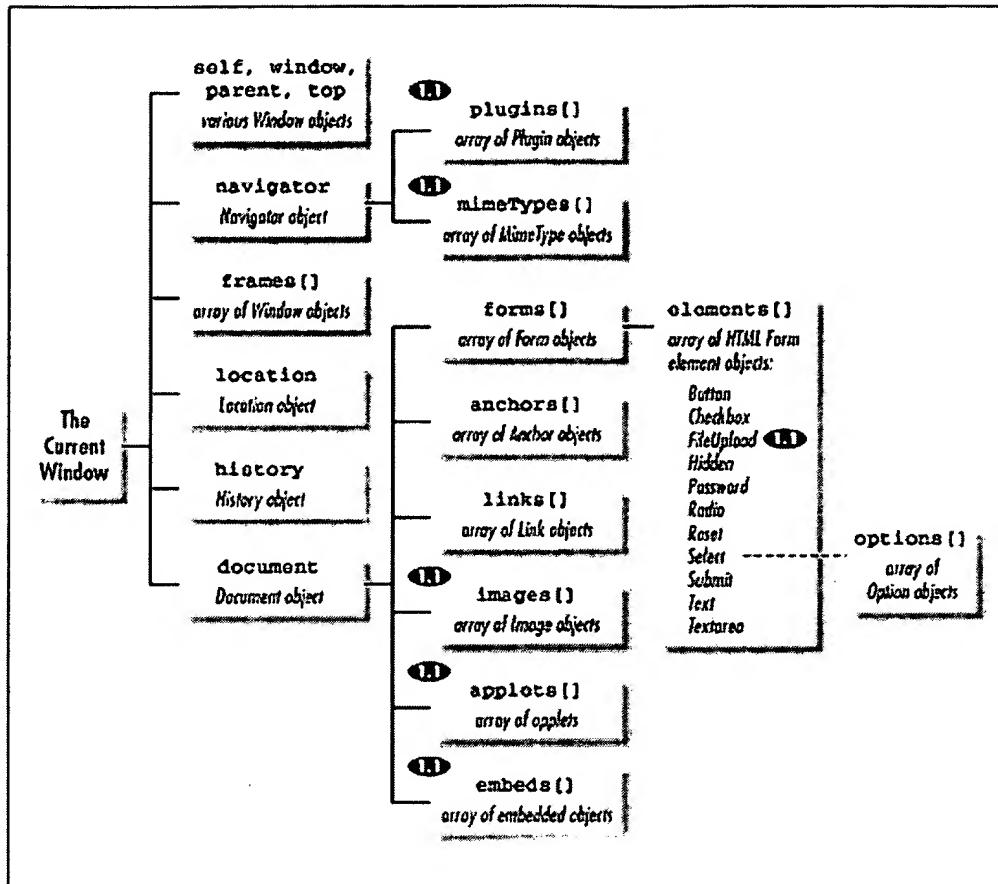 self, window,
parent, top
various Window objects
navigator
Navigator object
frames[]
array of Window objects
location
Location object
history
History object
document
Document object
The
Current
Window
1.1
plugins[]
array of Plugin objects
1.1
mimeTypes[]
array of MimeType objects
forms[]
array of Form objects
anchors[]
array of Anchor objects
links[]
array of Link objects
1.1
images[]
array of Image objects
1.1
applets[]
array of applets
1.1
embeds[]
array of embedded objects
elements[]
array of HTML Form
element objects:
Button
Checkbox
FileUpload 1.1
Hidden
Password
Radio
Reset
Select
Submit
Text
Textarea
options[]
array of
Option objects